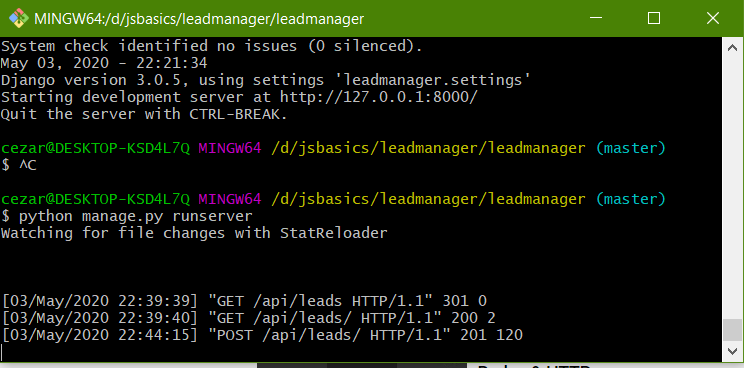 MINGW64:/d/jsbasics/leadmanager/leadmanager
System check identified no issues (0 silenced).
May 03, 2020 - 22:21:34
Django version 3.0.5, using settings 'leadmanager.settings'
Starting development server at http://127.0.0.1:8000/
Quit the server with CTRL-BREAK.
cezar@DESKTOP-KSD4L7Q MINGW64 /d/jsbasics/leadmanager/leadmanager (master)
$ ^C
cezar@DESKTOP-KSD4L7Q MINGW64 /d/jsbasics/leadmanager/leadmanager (master)
$ python manage.py runserver
Watching for file changes with StatReloader
[03/May/2020 22:39:39] "GET /api/leads HTTP/1.1" 301 0
[03/May/2020 22:39:40] "GET /api/leads/ HTTP/1.1" 200 2
[03/May/2020 22:44:15] "POST /api/leads/ HTTP/1.1" 201 120